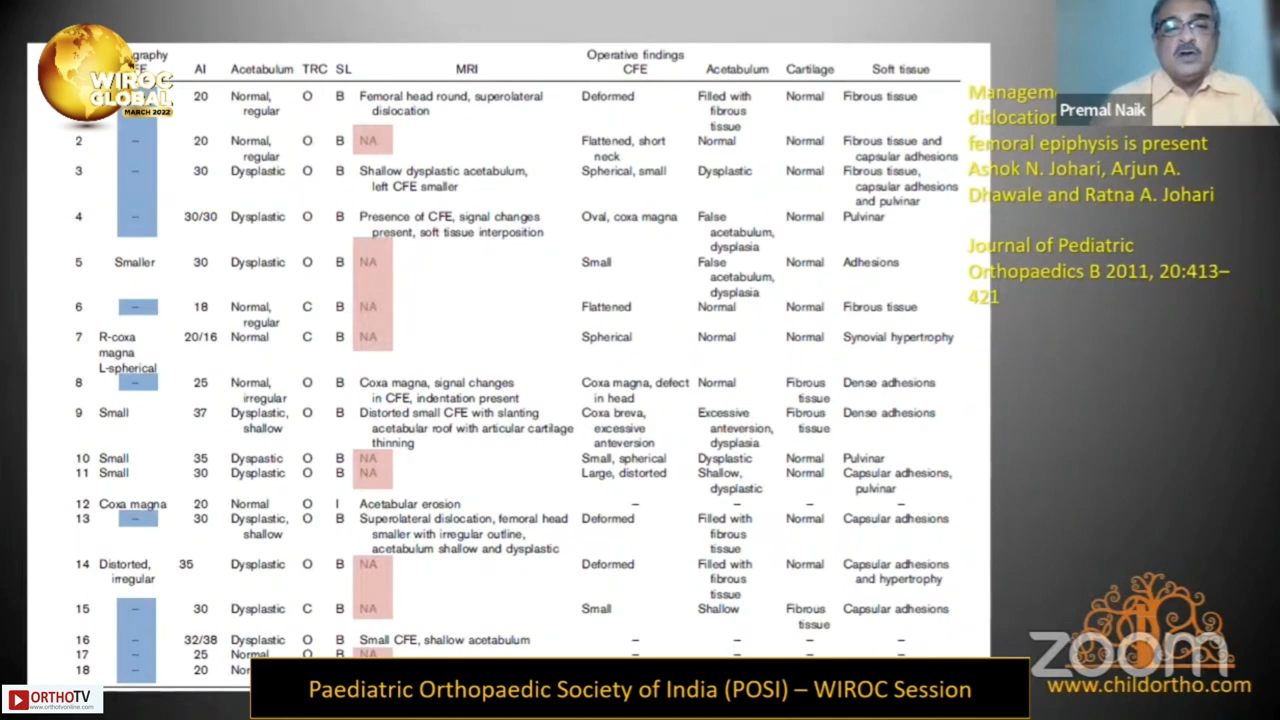 WIROC
GLOBAL
MARCH 2022
Operative findings
AI Acetabulum TRC SL MRI CFE Acetabulum Cartilage Soft tissue
20 Normal, O B Femoral head round, superolateral Deformed Filled with Normal Fibrous tissue
regular dislocation fibrous
tissue
2 – 20 Normal, O B NA Flattened, short Normal Normal Fibrous tissue and
regular neck capsular adhesions
3 – 30 Dysplastic O B Shallow dysplastic acetabulum, Spherical, small Dysplastic Normal Fibrous tissue,
left CFE smaller capsular adhesions
and pulvinar
4 – 30/30 Dysplastic O B Presence of CFE, signal changes Oval, coxa magna False Normal Pulvinar
present, soft tissue interposition acetabulum,
dysplasia
5 Smaller 30 Dysplastic O B NA Small False Normal Adhesions
acetabulum,
dysplasia
6 – 18 Normal, C B NA Flattened Normal Normal Fibrous tissue
regular
7 R-coxa 20/16 Normal C B NA Spherical Normal Normal Synovial hypertrophy
magna
L-spherical
8 – 25 Normal, O B Coxa magna, signal changes Coxa magna, defect Normal Fibrous Dense adhesions
irregular in CFE, indentation present in head tissue
9 Small 37 Dysplastic, O B Distorted small CFE with slanting Coxa breva, Excessive Fibrous Dense adhesions
shallow acetabular roof with articular cartilage excessive anteversion, tissue
thinning anteversion dysplasia
10 Small 35 Dyspastic O B NA Small, spherical Dysplastic Normal Pulvinar
11 Small 30 Dysplastic O B NA Large, distorted Shallow, Normal Capsular adhesions,
dysplastic pulvinar
12 Coxa magna 20 Normal O I Acetabular erosion – – – –
13 – 30 Dysplastic, O B Superolateral dislocation, femoral head Deformed Filled with Normal Capsular adhesions
shallow smaller with irregular outline, fibrous
acetabulum shallow and dysplastic tissue
14 Distorted, 35 Dysplastic O B NA Deformed Filled with Normal Capsular adhesions
irregular fibrous and hypertrophy
tissue
15 – 30 Dysplastic C B NA Small Shallow Fibrous Capsular adhesions
tissue
16 – 32/38 Dysplastic O B Small CFE, shallow acetabulum – – – –
17 – 25 Normal O B NA – – – –
18 – 20
Premal Naik
dislocation
femoral epiphysis is present
Ashok N. Johari, Arjun A.
Dhawale and Ratna A. Johari
Journal of Pediatric
Orthopaedics B 2011, 20:413–
421
zoom
www.childortho.com
Paediatric Orthopaedic Society of India (POSI) – WIROC Session
ORTHOTV
www.orthotvonline.com